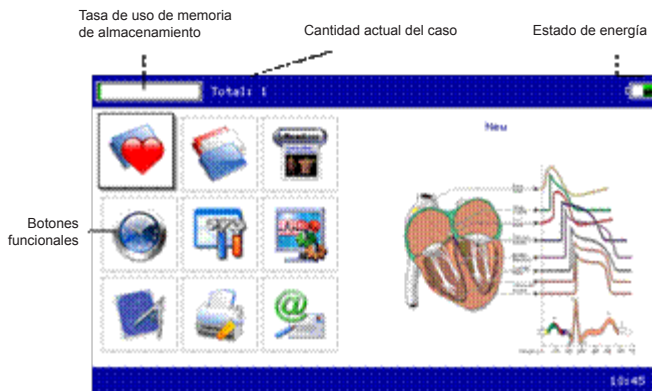 Tasa de uso de memoria
de almacenamiento
Cantidad actual del caso
Estado de energía
Total: 1
New
Botones
funcionales
10:45